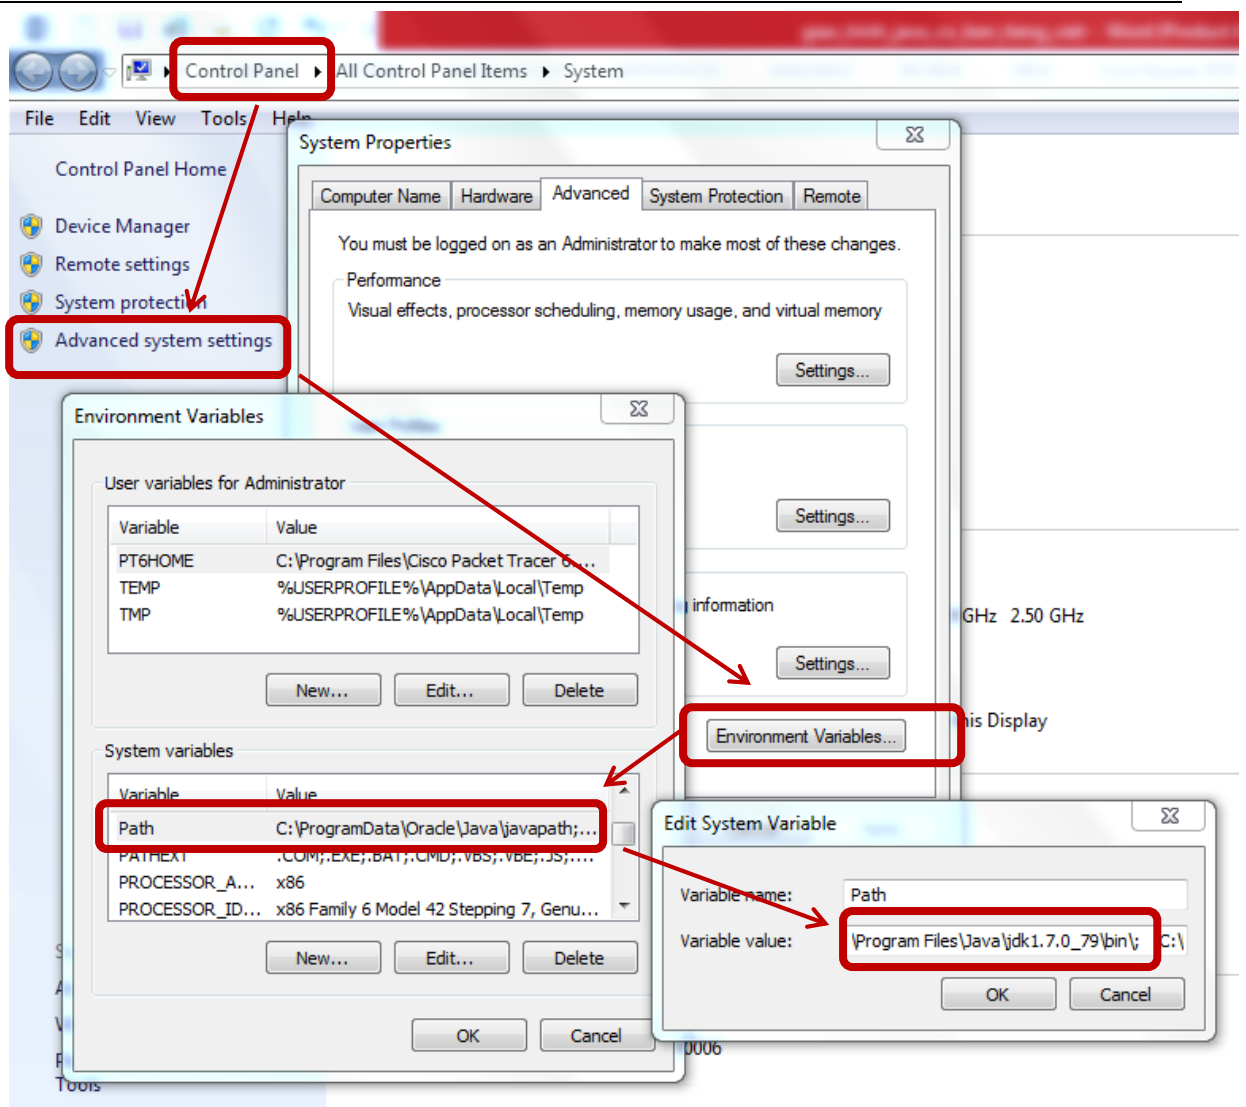 Control Panel All Control Panel Items System
File Edit View Tools Help
Control Panel Home
Device Manager
Remote settings
System protection
Advanced system settings
Tools
System Properties
Computer Name Hardware Advanced System Protection Remote
You must be logged on as an Administrator to make most of these changes.
Performance
Visual effects, processor scheduling, memory usage, and virtual memory
Settings...
Settings...
information
Settings...
Environment Variables...
GHz 2.50 GHz
his Display
0006
Environment Variables
User variables for Administrator
Variable Value
PT6HOME C:\Program Files\Cisco Packet Tracer 6....
TEMP %USERPROFILE%\AppData\Local\Temp
TMP %USERPROFILE%\AppData\Local\Temp
New... Edit... Delete
System variables
Variable Value
Path C:\ProgramData\Oracle\Java\javapath;...
PATHEXT .COM;.EXE;.BAT;.CMD;.VBS;.VBE;.JS;....
PROCESSOR_A... x86
PROCESSOR_ID... x86 Family 6 Model 42 Stepping 7, Genu...
New... Edit... Delete
OK Cancel
Edit System Variable
Variable name: Path
Variable value: \Program Files\Java\jdk1.7.0_79\bin\; C:\
OK Cancel